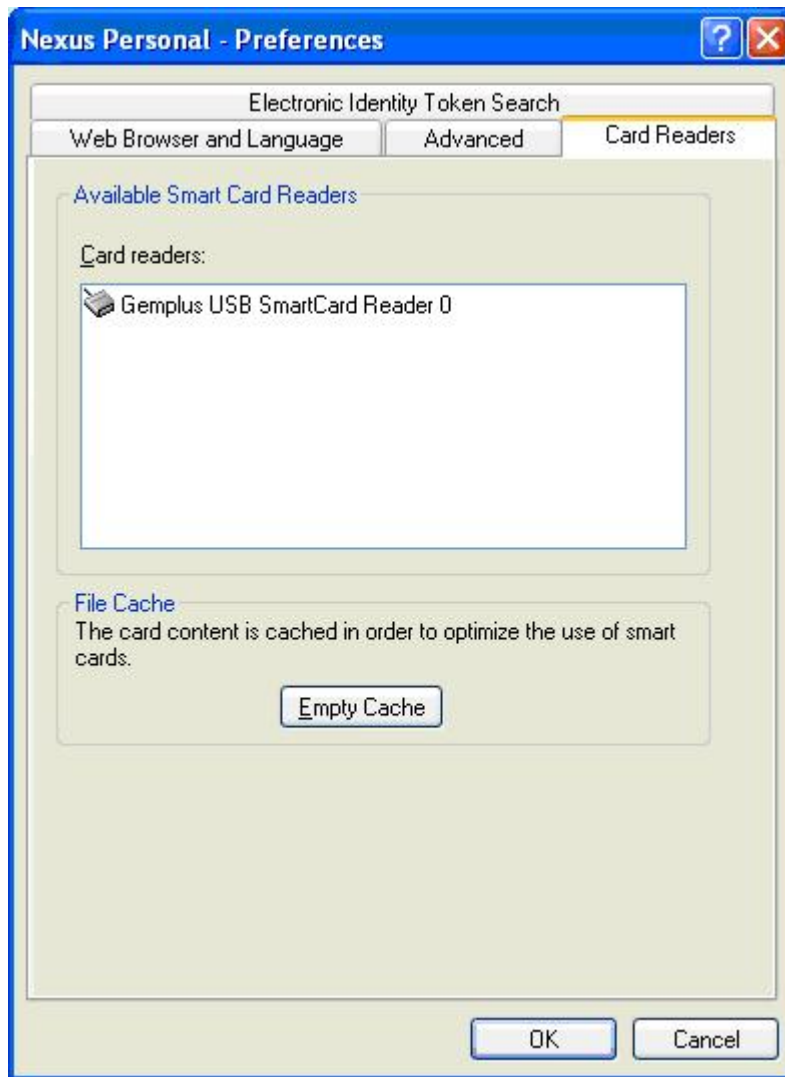 Nexus Personal - Preferences
Electronic Identity Token Search
Web Browser and Language
Advanced
Card Readers
Available Smart Card Readers
Card readers:
Gemplus USB SmartCard Reader 0
File Cache
The card content is cached in order to optimize the use of smart
cards.
Empty Cache
OK
Cancel